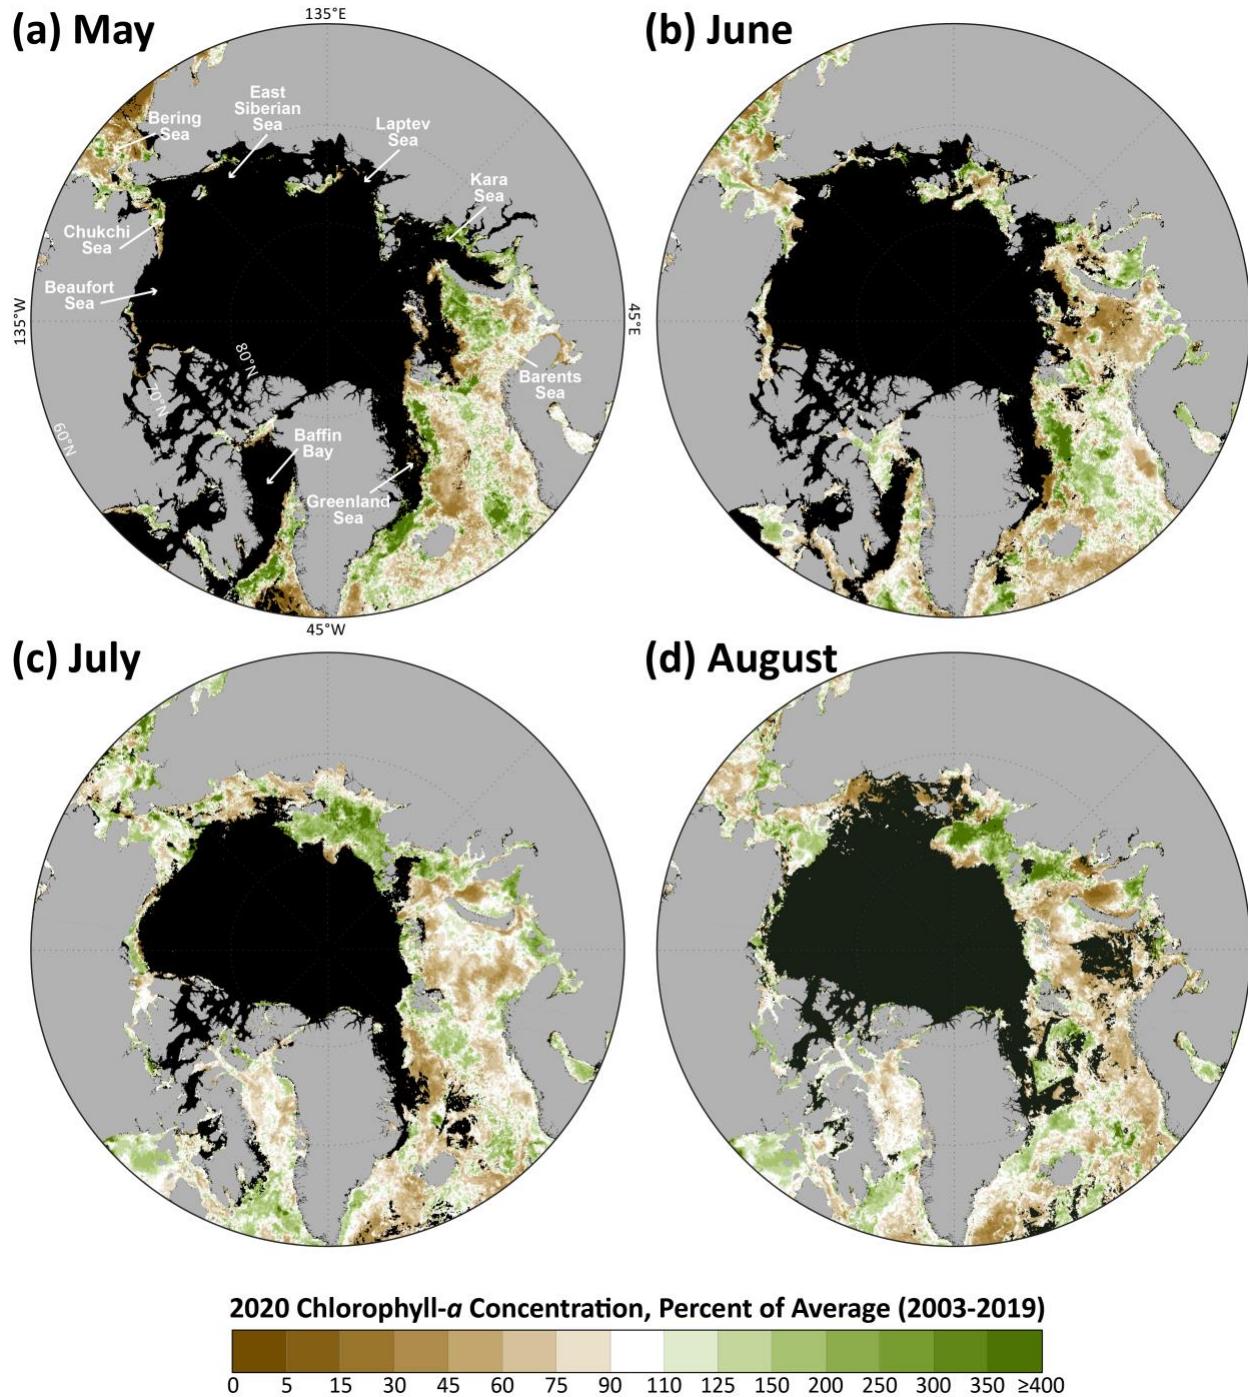 (a) May
135°E
(b) June
Bering
Sea
East
Siberian
Sea
Laptev
Sea
Kara
Sea
Chukchi
Sea
Beaufort
Sea
135°W
45°E
80°N
70°N
60°N
Barents
Sea
Baffin
Bay
Greenland
Sea
45°W
(c) July
(d) August
2020 Chlorophyll-a Concentration, Percent of Average (2003-2019)
0 5 15 30 45 60 75 90 110 125 150 200 250 300 350 ≥400